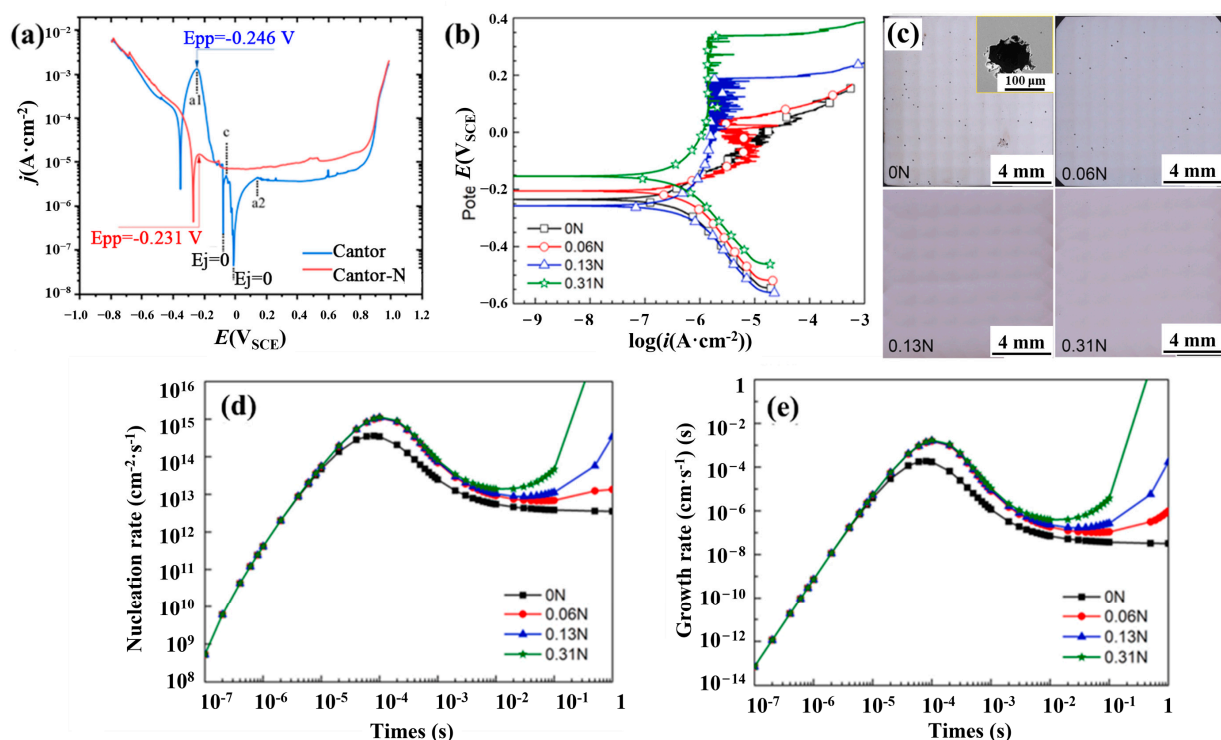 (a)
Epp=-0.246 V
a1
c
a2
Epp=-0.231 V
Ej=0
Ej=0
Cantor
Cantor-N
j(A·cm⁻²)
10⁻²
10⁻³
10⁻⁴
10⁻⁵
10⁻⁶
10⁻⁷
10⁻⁸
−0.8 −0.6 −0.4 −0.2 0.0 0.2 0.4 0.6 0.8 1.0 1.2
E(V_SCE)
(b)
Pote E(V_SCE)
0.4
0.2
0.0
−0.2
−0.4
−0.6
0N
0.06N
0.13N
0.31N
−9 −8 −7 −6 −5 −4 −3
log(i(A·cm⁻²))
(c)
100 μm
0N
4 mm
0.06N
4 mm
0.13N
4 mm
0.31N
4 mm
(d)
Nucleation rate (cm⁻²·s⁻¹)
10¹⁶
10¹⁵
10¹⁴
10¹³
10¹²
10¹¹
10¹⁰
10⁹
10⁸
0N
0.06N
0.13N
0.31N
10⁻⁷ 10⁻⁶ 10⁻⁵ 10⁻⁴ 10⁻³ 10⁻² 10⁻¹ 1
Times (s)
(e)
Growth rate (cm·s⁻¹) (s)
1
10⁻²
10⁻⁴
10⁻⁶
10⁻⁸
10⁻¹⁰
10⁻¹²
10⁻¹⁴
0N
0.06N
0.13N
0.31N
10⁻⁷ 10⁻⁶ 10⁻⁵ 10⁻⁴ 10⁻³ 10⁻² 10⁻¹ 1
Times (s)